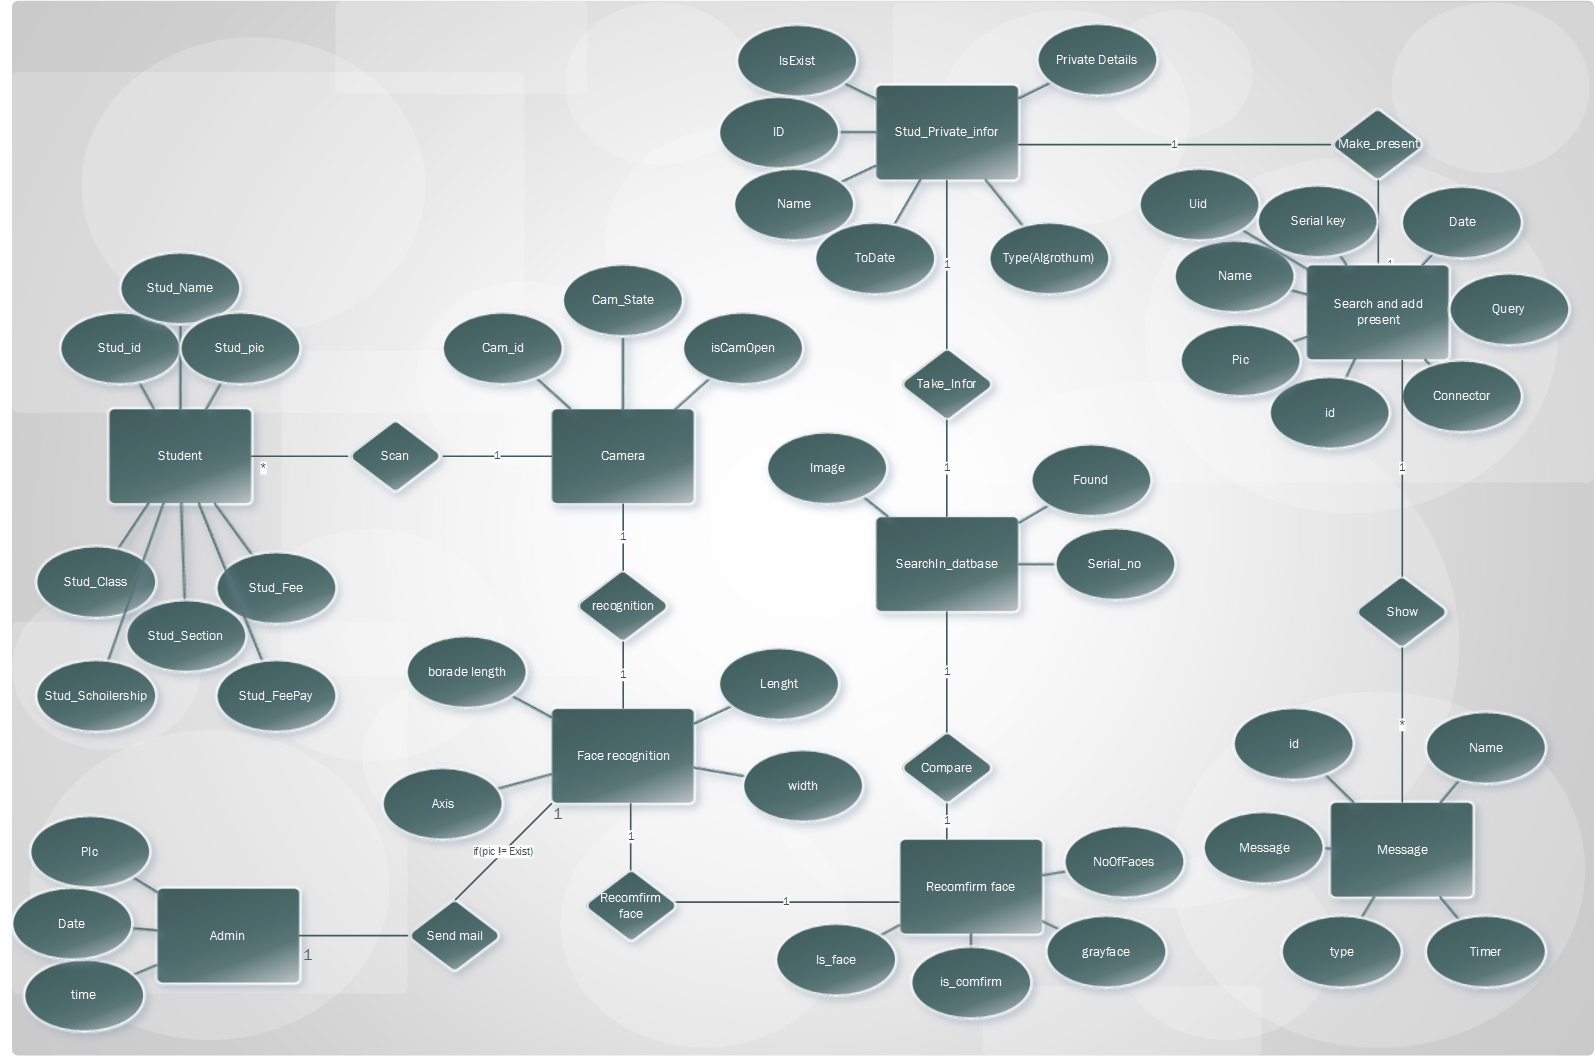 IsExist
Private Details
ID
Stud_Private_infor
1
Make_present
Name
Uid
Serial key
Date
ToDate
1
Type(Algrothum)
1
Name
Search and add
present
Query
Stud_Name
Cam_State
Stud_id
Stud_pic
Cam_id
isCamOpen
Pic
Take_Infor
id
Connector
Student
*
Scan
1
Camera
Image
1
1
Found
1
SearchIn_datbase
Serial_no
Stud_Class
Stud_Fee
recognition
Show
Stud_Section
borade length
1
1
Lenght
Stud_Schoilership
Stud_FeePay
*
id
Name
Face recognition
Compare
Axis
width
1
1
1
if(pic != Exist)
Message
Message
PIc
NoOfFaces
Recomfirm face
Recomfirm
face
1
Date
Admin
1
Send mail
Is_face
is_comfirm
grayface
type
Timer
time